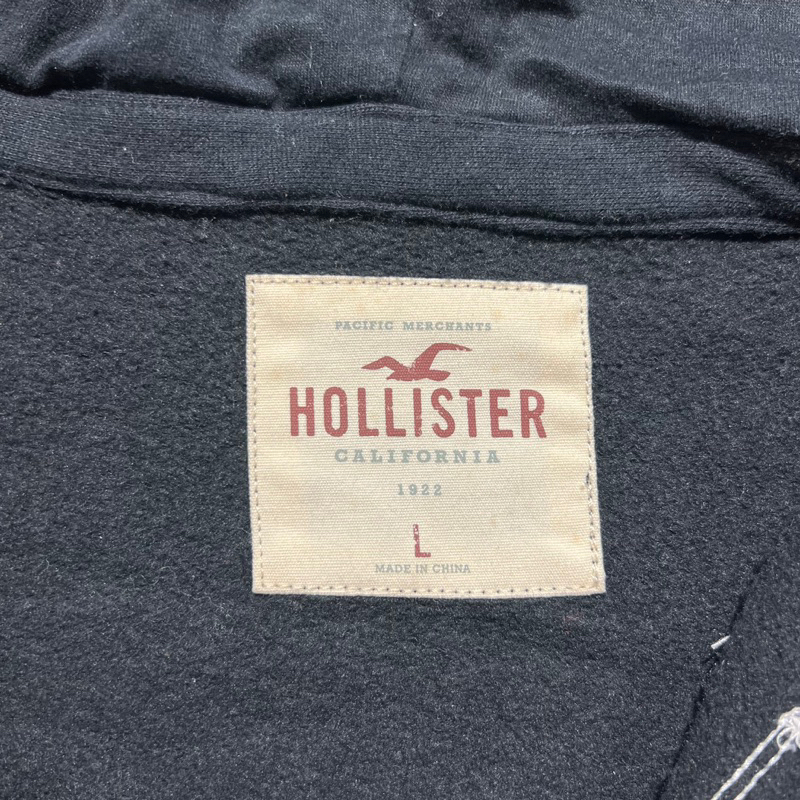 PACIFIC MERCHANTS
HOLLISTER
CALIFORNIA
1922
L
MADE IN CHINA